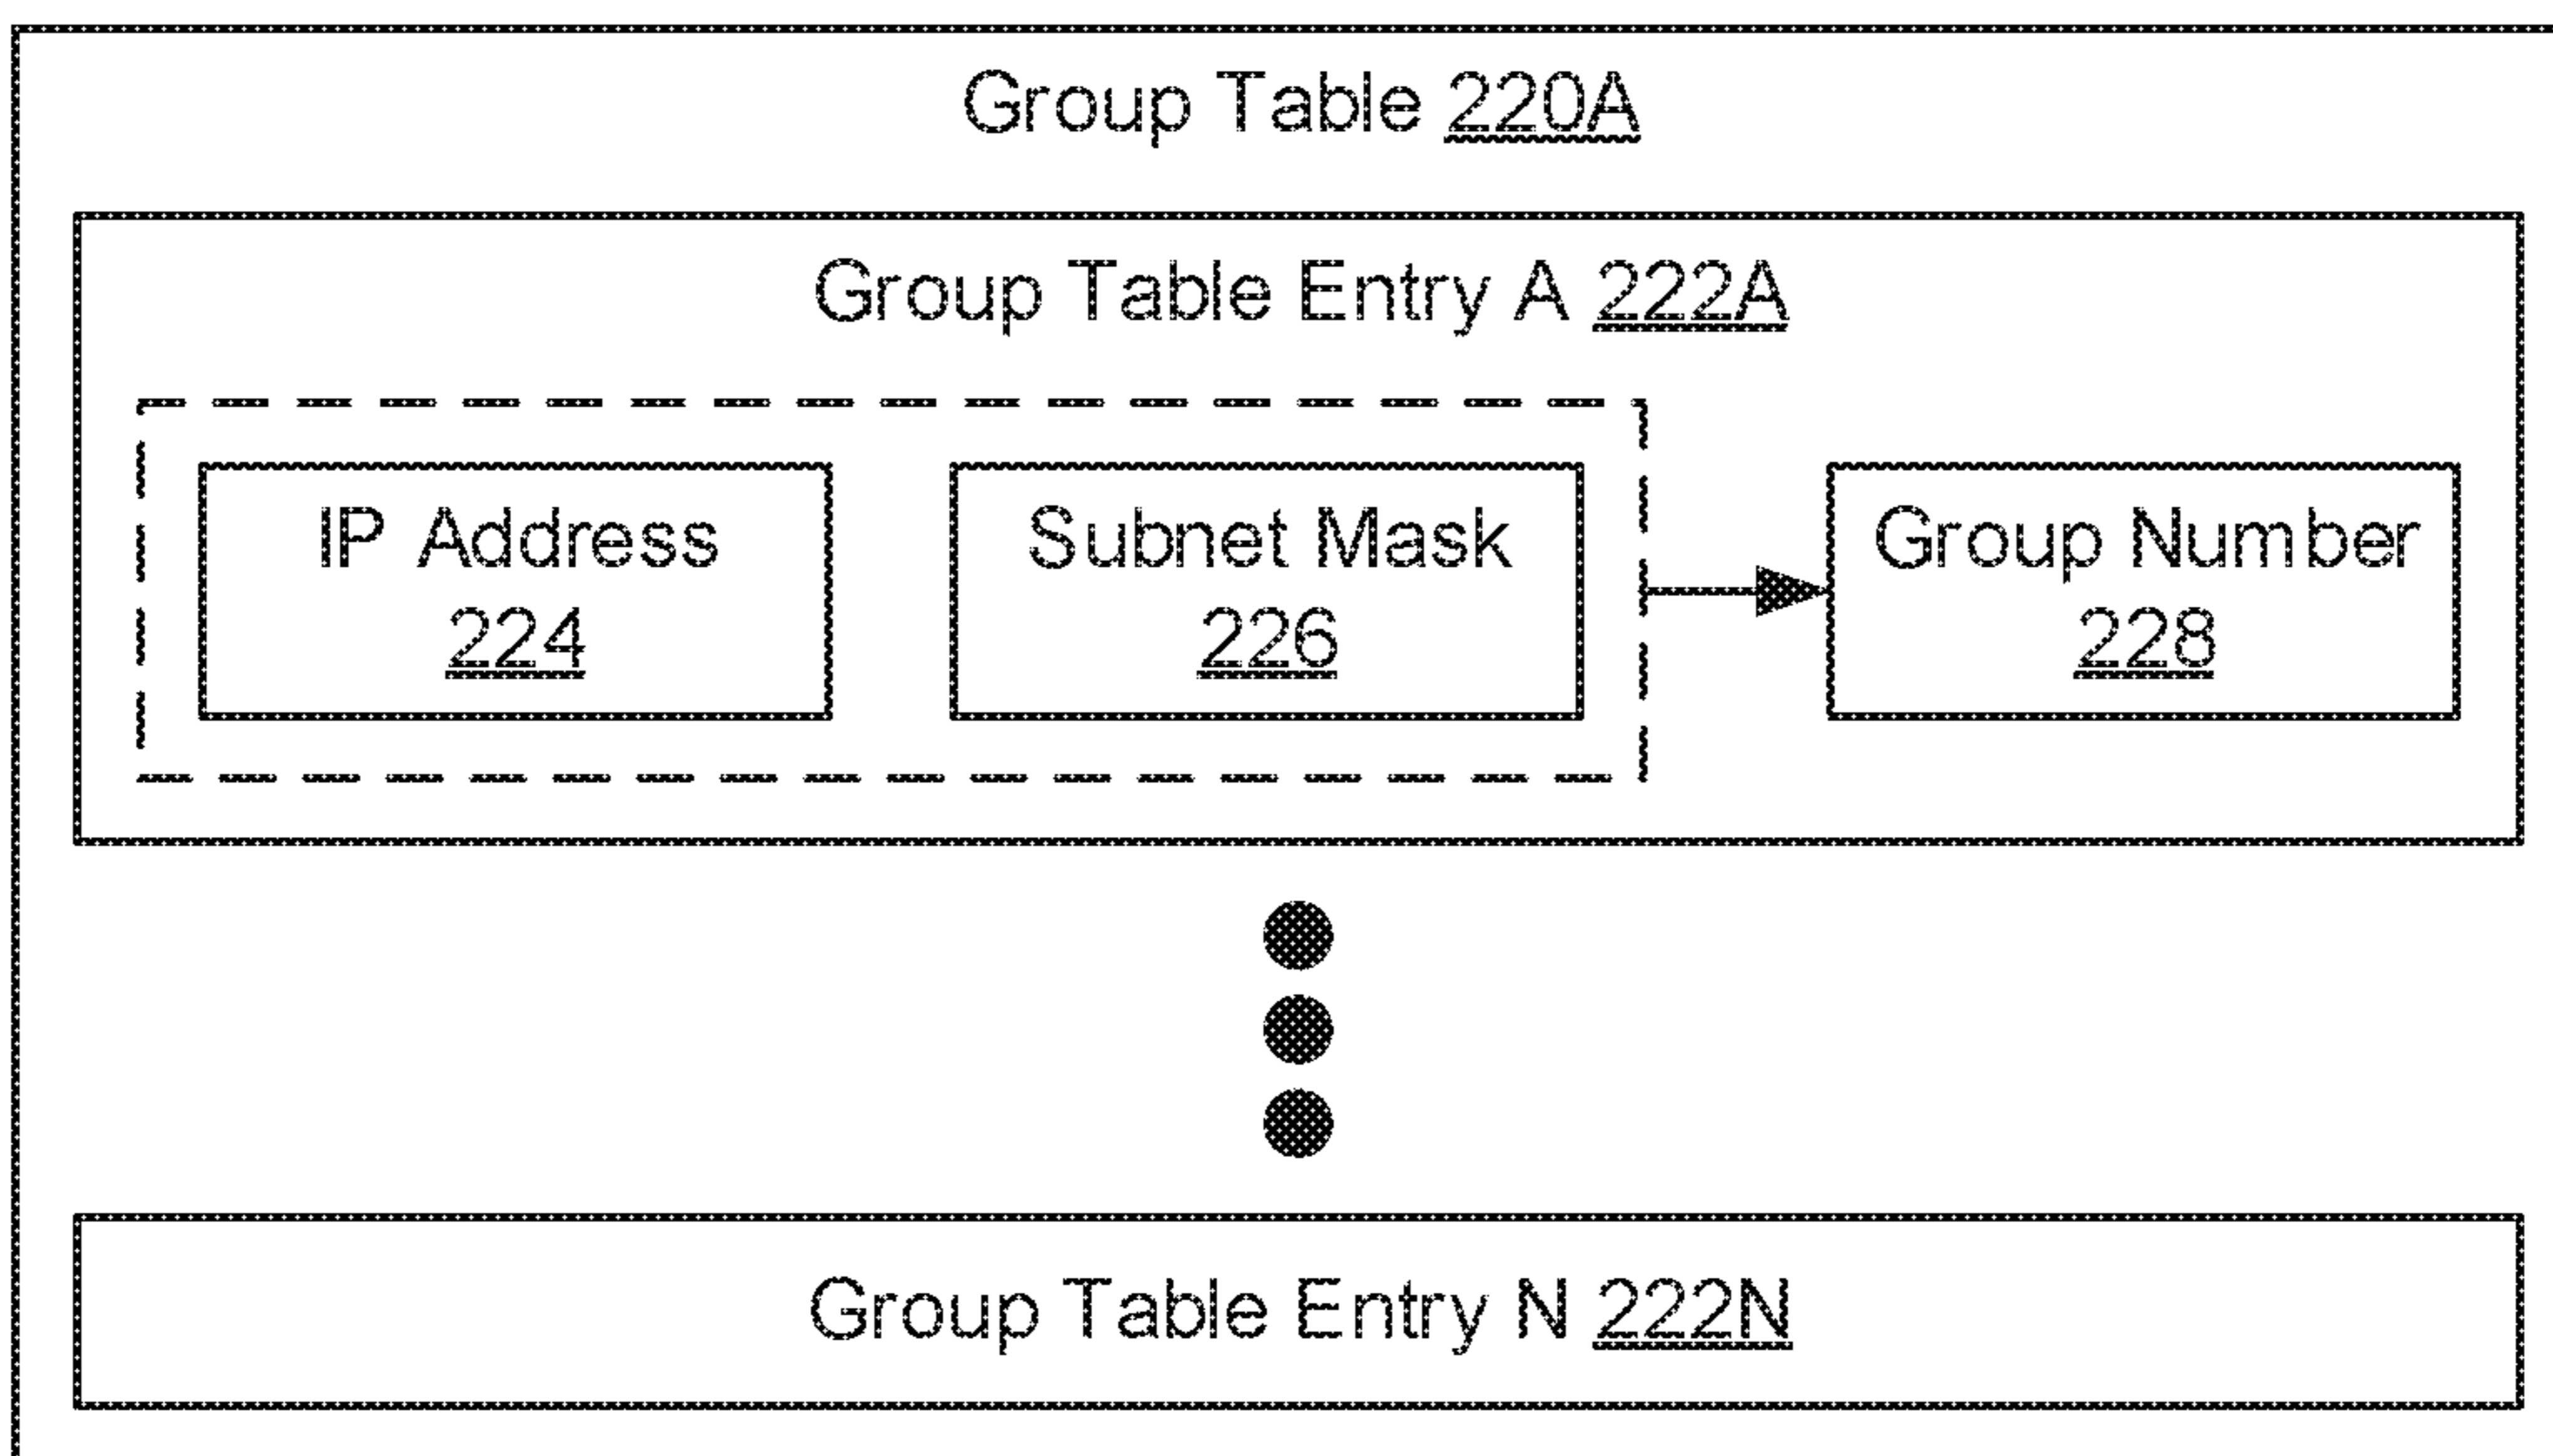 Group Table 220A
Group Table Entry A 222A
IP Address
224
Subnet Mask
226
Group Number
228
Group Table Entry N 222N